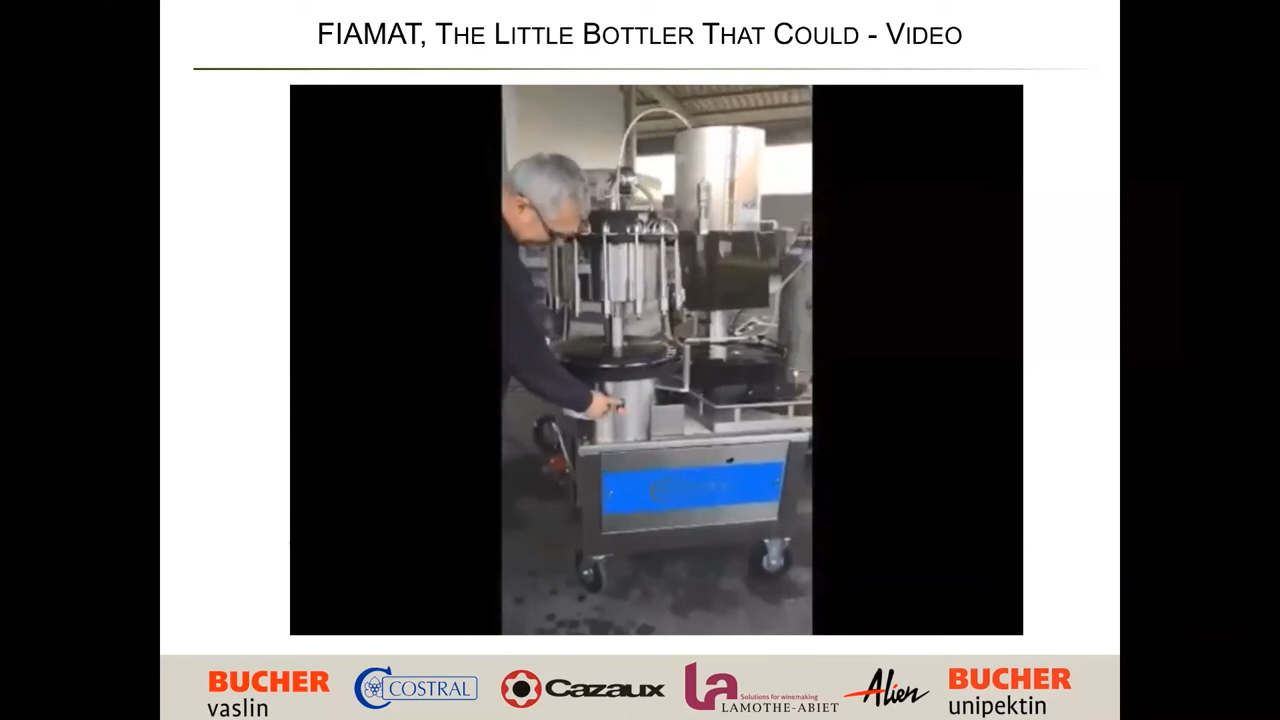 FIAMAT, THE LITTLE BOTTLER THAT COULD - VIDEO
BUCHER
vaslin
COSTRAL
Cazaux
La
Solutions for winemaking
LAMOTHE-ABIET
Alien
BUCHER
unipektin